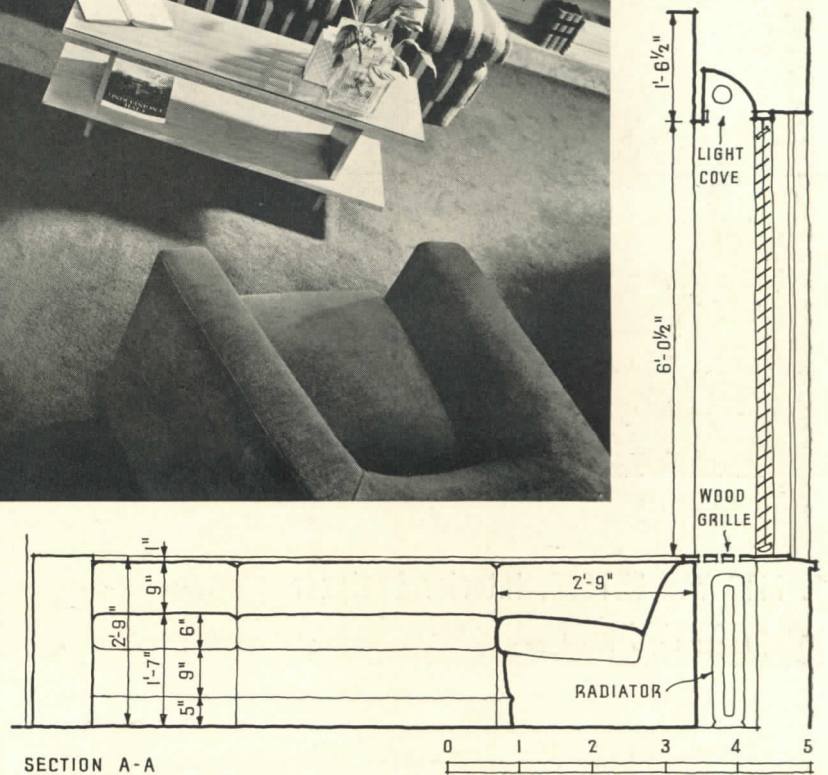 1'-6½"
LIGHT
COVE
6'-0½"
WOOD
GRILLE
1"
9"
2'-9"
2'-9"
6"
1'-7"
9"
5"
RADIATOR
SECTION A-A
0 1 2 3 4 5